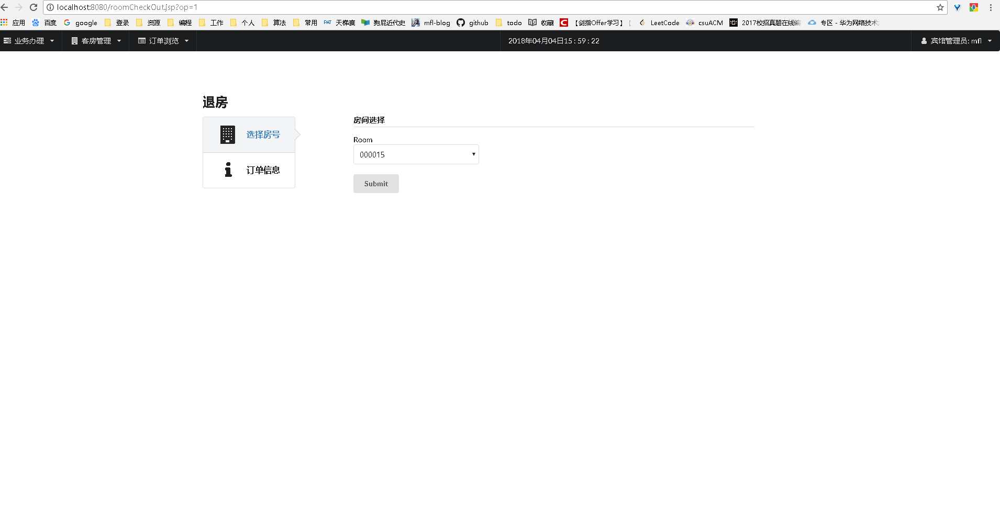 localhost:8080/roomCheckOut.jsp?op=1
应用 百度 google 登录 资源 编程 工作 个人 算法 常用 PAT 天梯赛 狗屁近代史 mfl-blog github todo 收藏 【剑指Offer学习】 LeetCode csuACM 2017校招真题在线编 专区 - 华为网络技术
业务办理 客房管理 订单浏览 2018年04月04日15 : 59 : 22 宾馆管理员: mfl
退房
选择房号
订单信息
房间选择
Room
000015
Submit